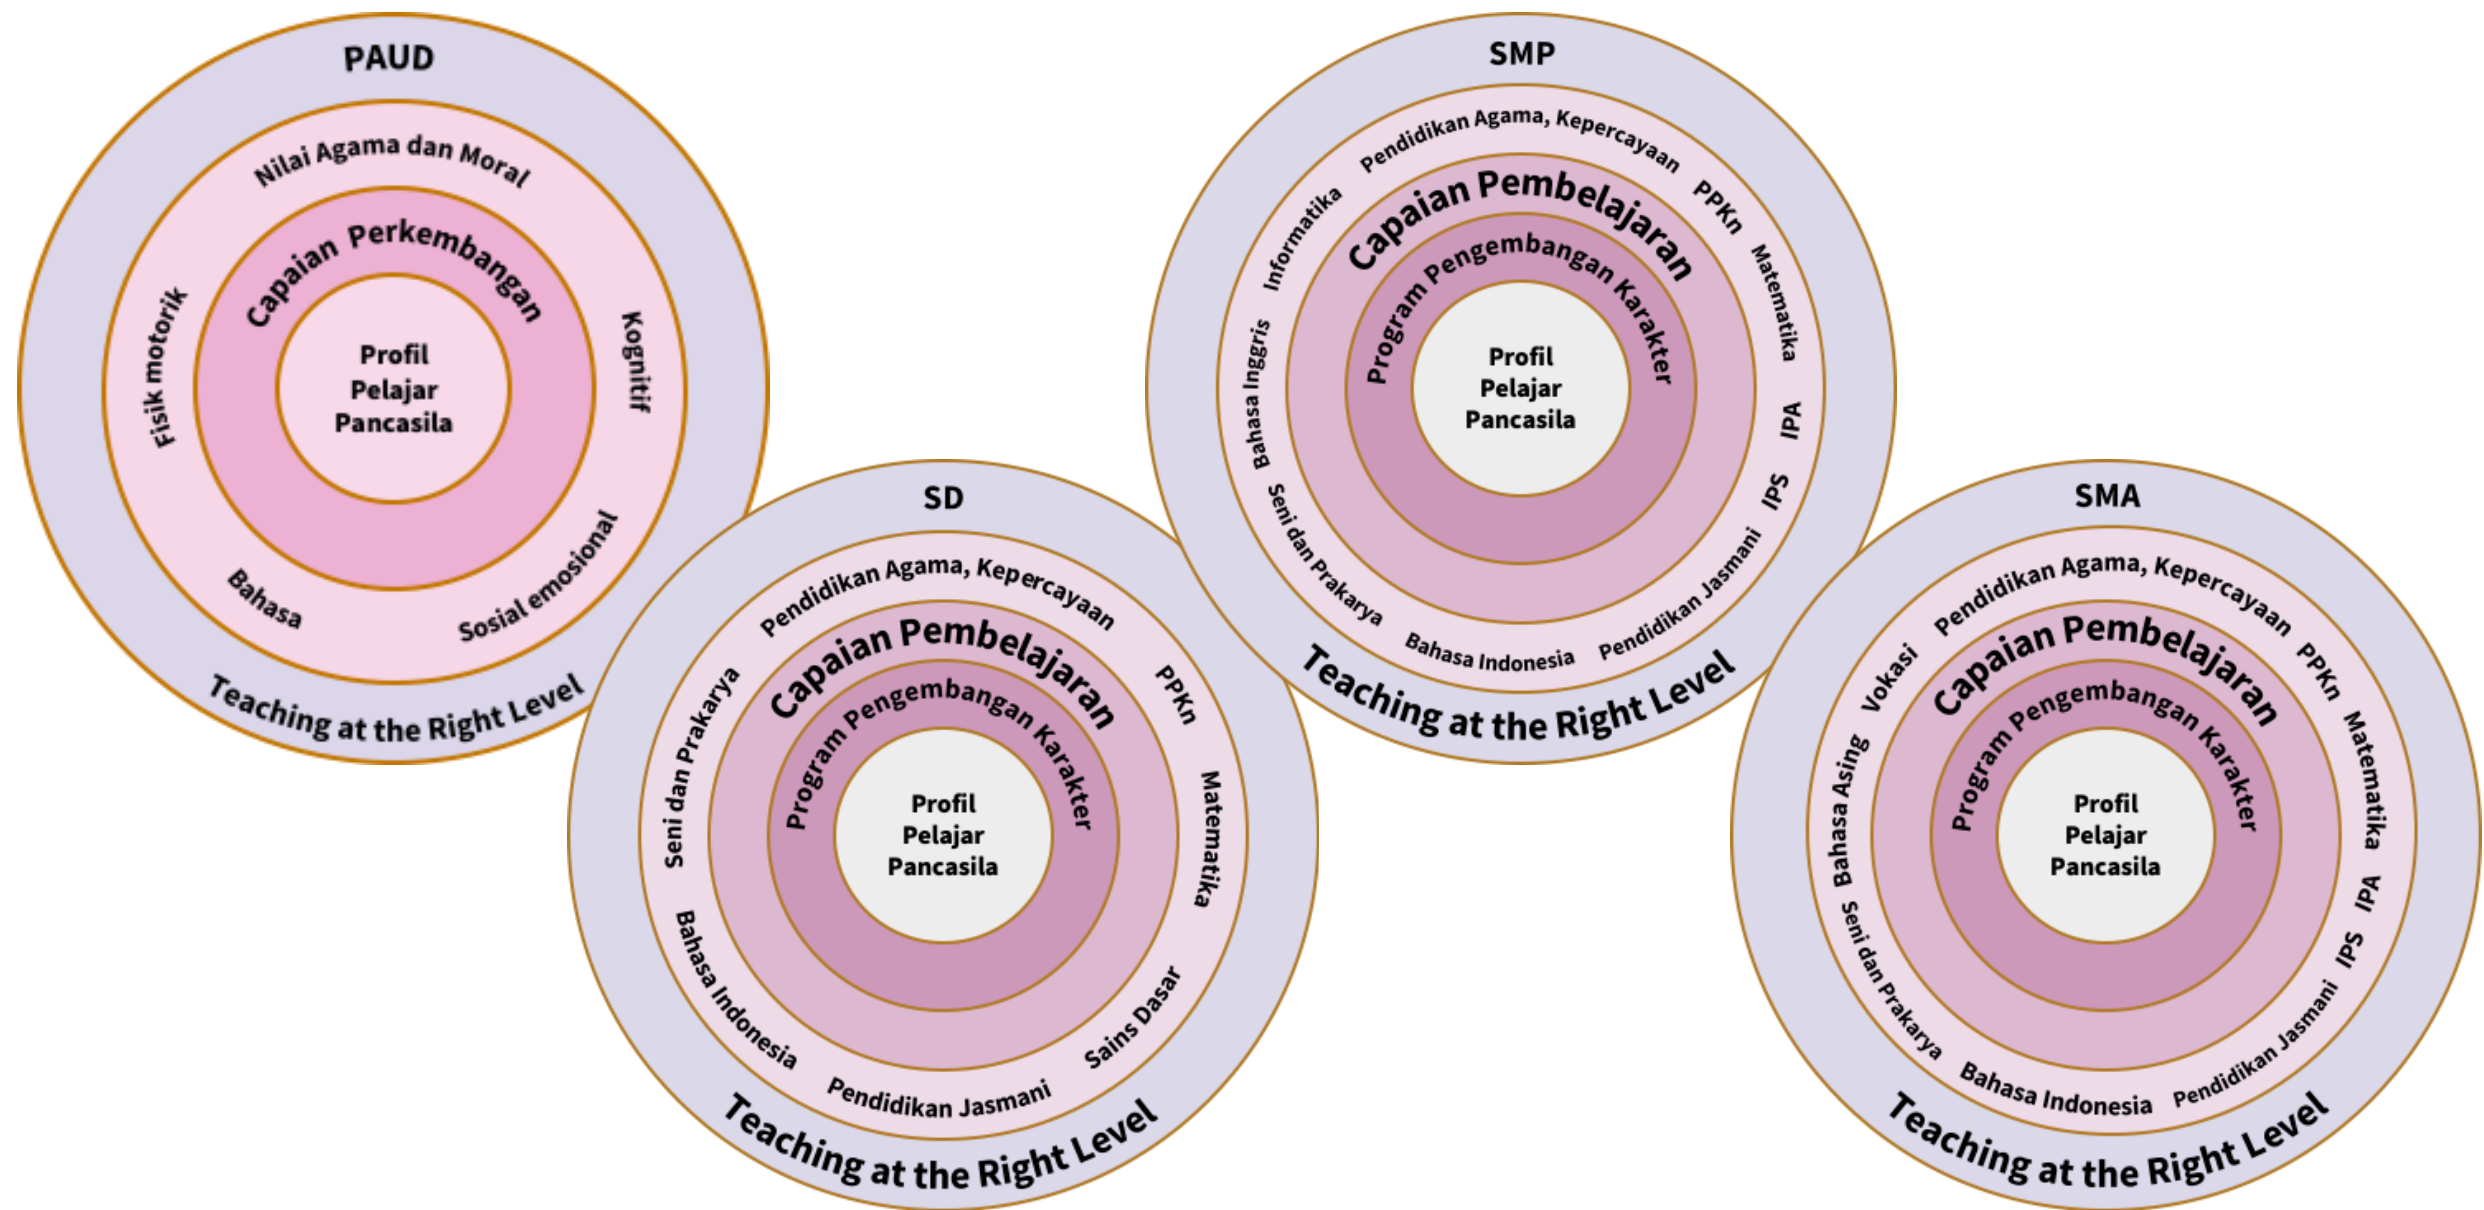 PAUD
Nilai Agama dan Moral
Kognitif
Sosial emosional
Bahasa
Fisik motorik
Capaian Perkembangan
Profil
Pelajar
Pancasila
Teaching at the Right Level
SD
Pendidikan Agama, Kepercayaan
PPKn
Matematika
Sains Dasar
Pendidikan Jasmani
Bahasa Indonesia
Seni dan Prakarya
Capaian Pembelajaran
Program Pengembangan Karakter
Profil
Pelajar
Pancasila
Teaching at the Right Level
SMP
Pendidikan Agama, Kepercayaan
PPKn
Matematika
IPA
IPS
Pendidikan Jasmani
Bahasa Indonesia
Seni dan Prakarya
Bahasa Inggris
Informatika
Capaian Pembelajaran
Program Pengembangan Karakter
Profil
Pelajar
Pancasila
Teaching at the Right Level
SMA
Pendidikan Agama, Kepercayaan
PPKn
Matematika
IPA
IPS
Pendidikan Jasmani
Bahasa Indonesia
Seni dan Prakarya
Bahasa Asing
Vokasi
Capaian Pembelajaran
Program Pengembangan Karakter
Profil
Pelajar
Pancasila
Teaching at the Right Level